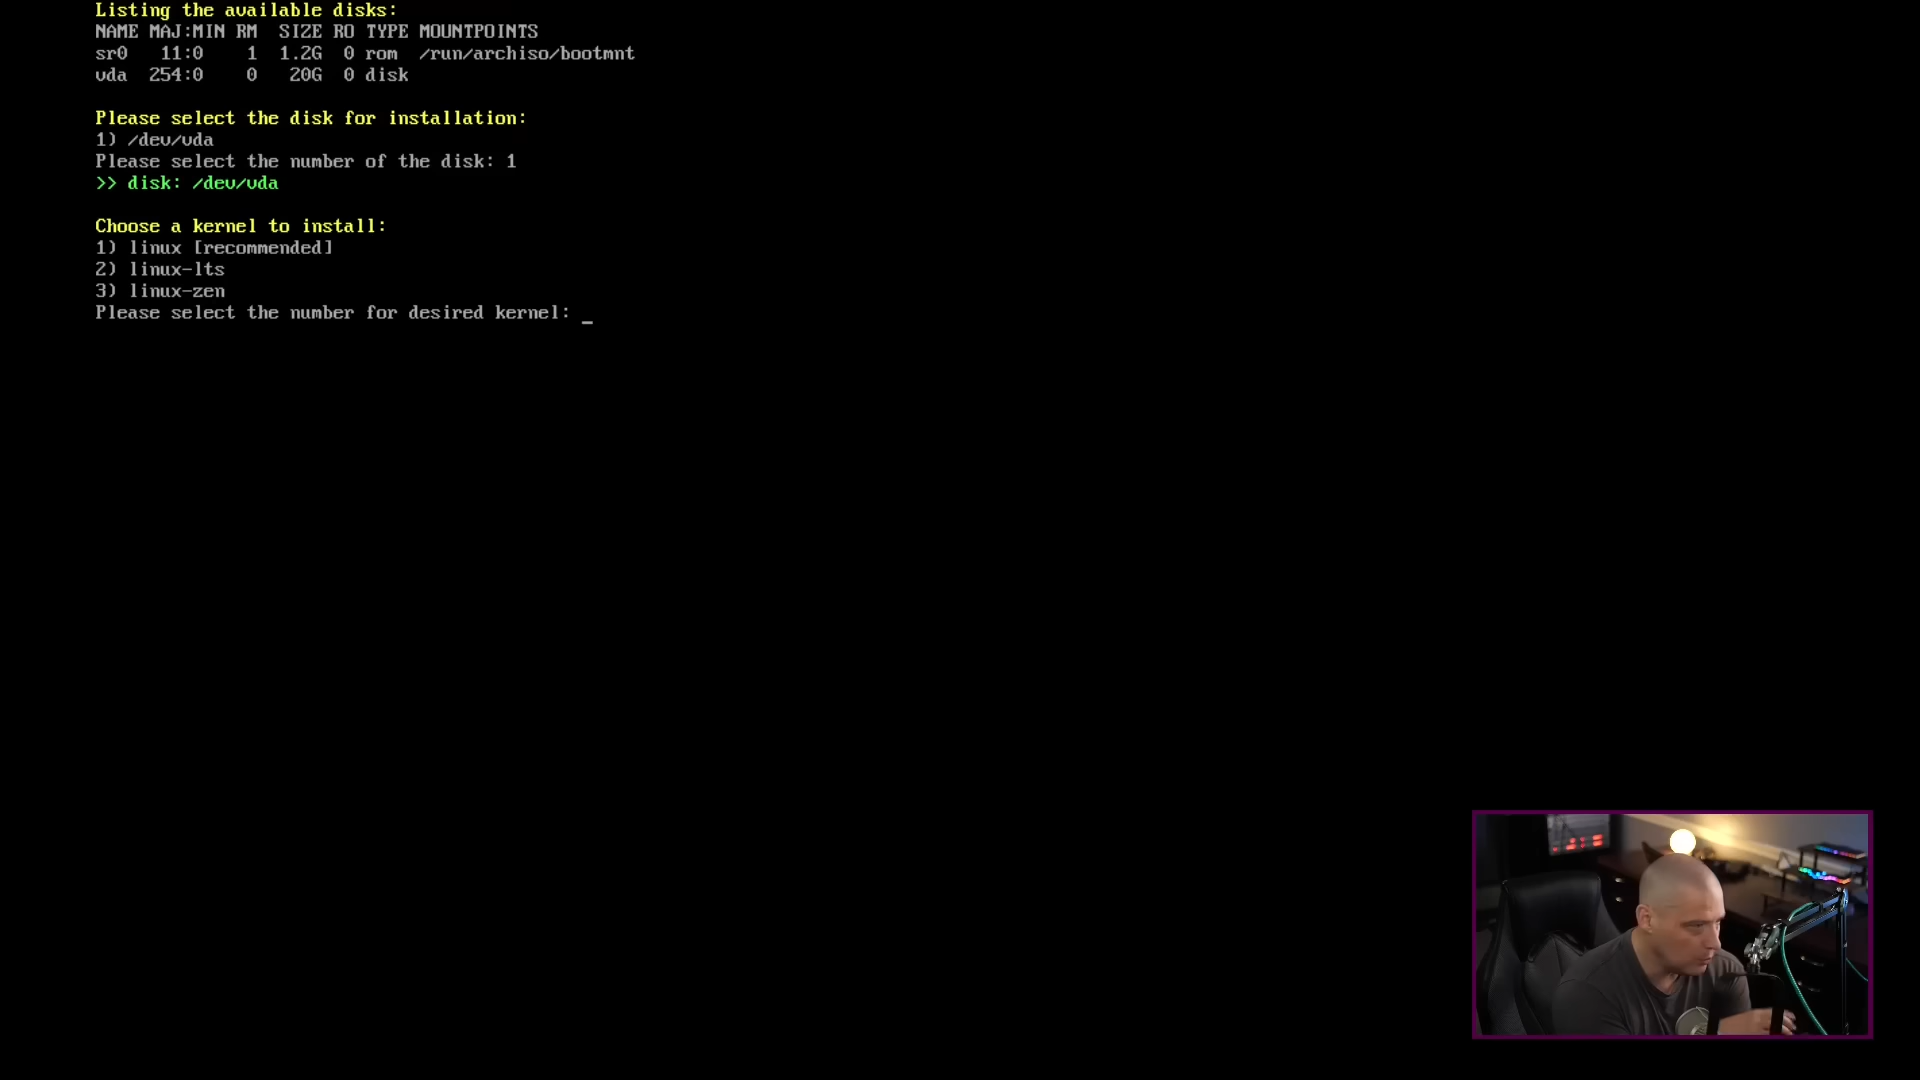 Listing the available disks:
NAME MAJ:MIN RM  SIZE RO TYPE MOUNTPOINTS
sr0   11:0    1  1.2G  0 rom  /run/archiso/bootmnt
vda  254:0    0   20G  0 disk
Please select the disk for installation:
1) /dev/vda
Please select the number of the disk: 1
>> disk: /dev/vda
Choose a kernel to install:
1) linux [recommended]
2) linux-lts
3) linux-zen
Please select the number for desired kernel: _